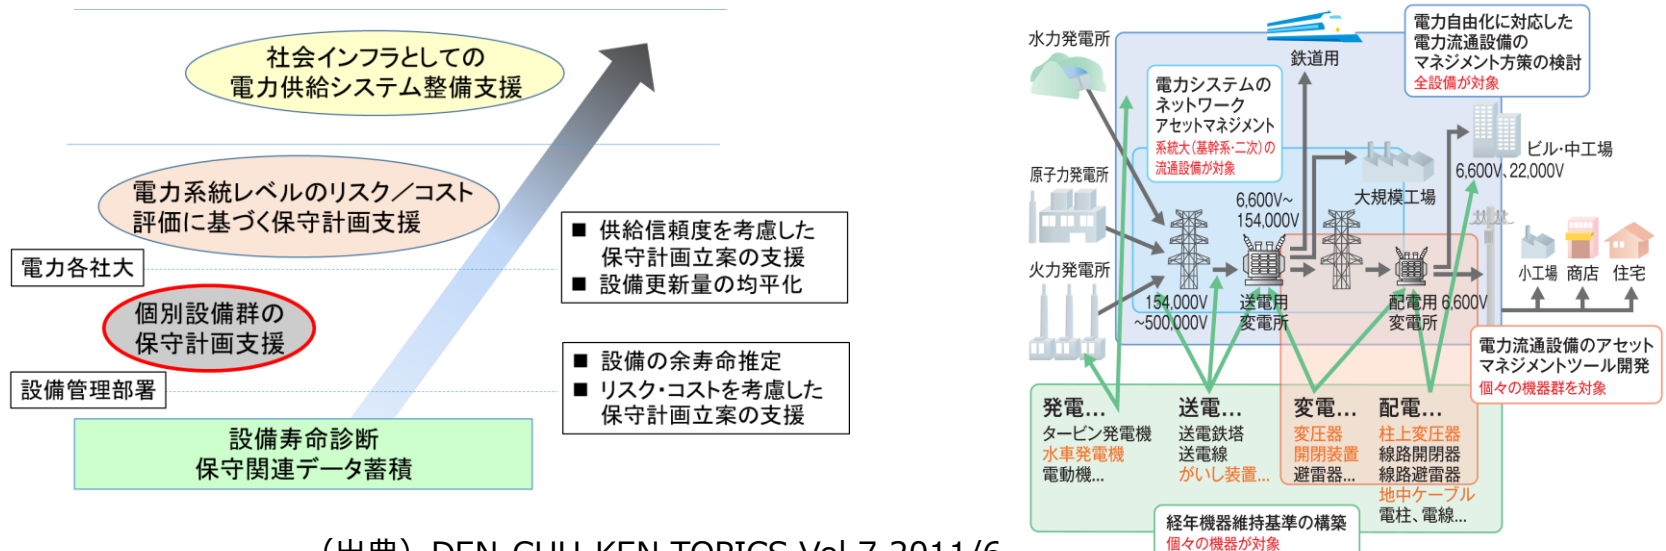 社会インフラとしての
電力供給システム整備支援
電力系統レベルのリスク／コスト
評価に基づく保守計画支援
電力各社大
個別設備群の
保守計画支援
設備管理部署
設備寿命診断
保守関連データ蓄積
■ 供給信頼度を考慮した
保守計画立案の支援
■ 設備更新量の均平化
■ 設備の余寿命推定
■ リスク・コストを考慮した
保守計画立案の支援
水力発電所
原子力発電所
火力発電所
鉄道用
電力自由化に対応した
電力流通設備の
マネジメント方策の検討
全設備が対象
電力システムの
ネットワーク
アセットマネジメント
系統大（基幹系・二次）の
流通設備が対象
ビル・中工場
6,600V、22,000V
大規模工場
6,600V~
154,000V
154,000V
~500,000V
送電用
変電所
配電用
変電所
6,600V
小工場
商店
住宅
電力流通設備のアセット
マネジメントツール開発
個々の機器群を対象
発電...
タービン発電機
水車発電機
電動機...
送電...
送電鉄塔
送電線
がいし装置...
変電...
変圧器
開閉装置
避雷器...
配電...
柱上変圧器
線路開閉器
線路避雷器
地中ケーブル
電柱、電線...
経年機器維持基準の構築
個々の機器が対象
（出典）DEN-CHU-KEN TOPICS Vol.7 2011/6